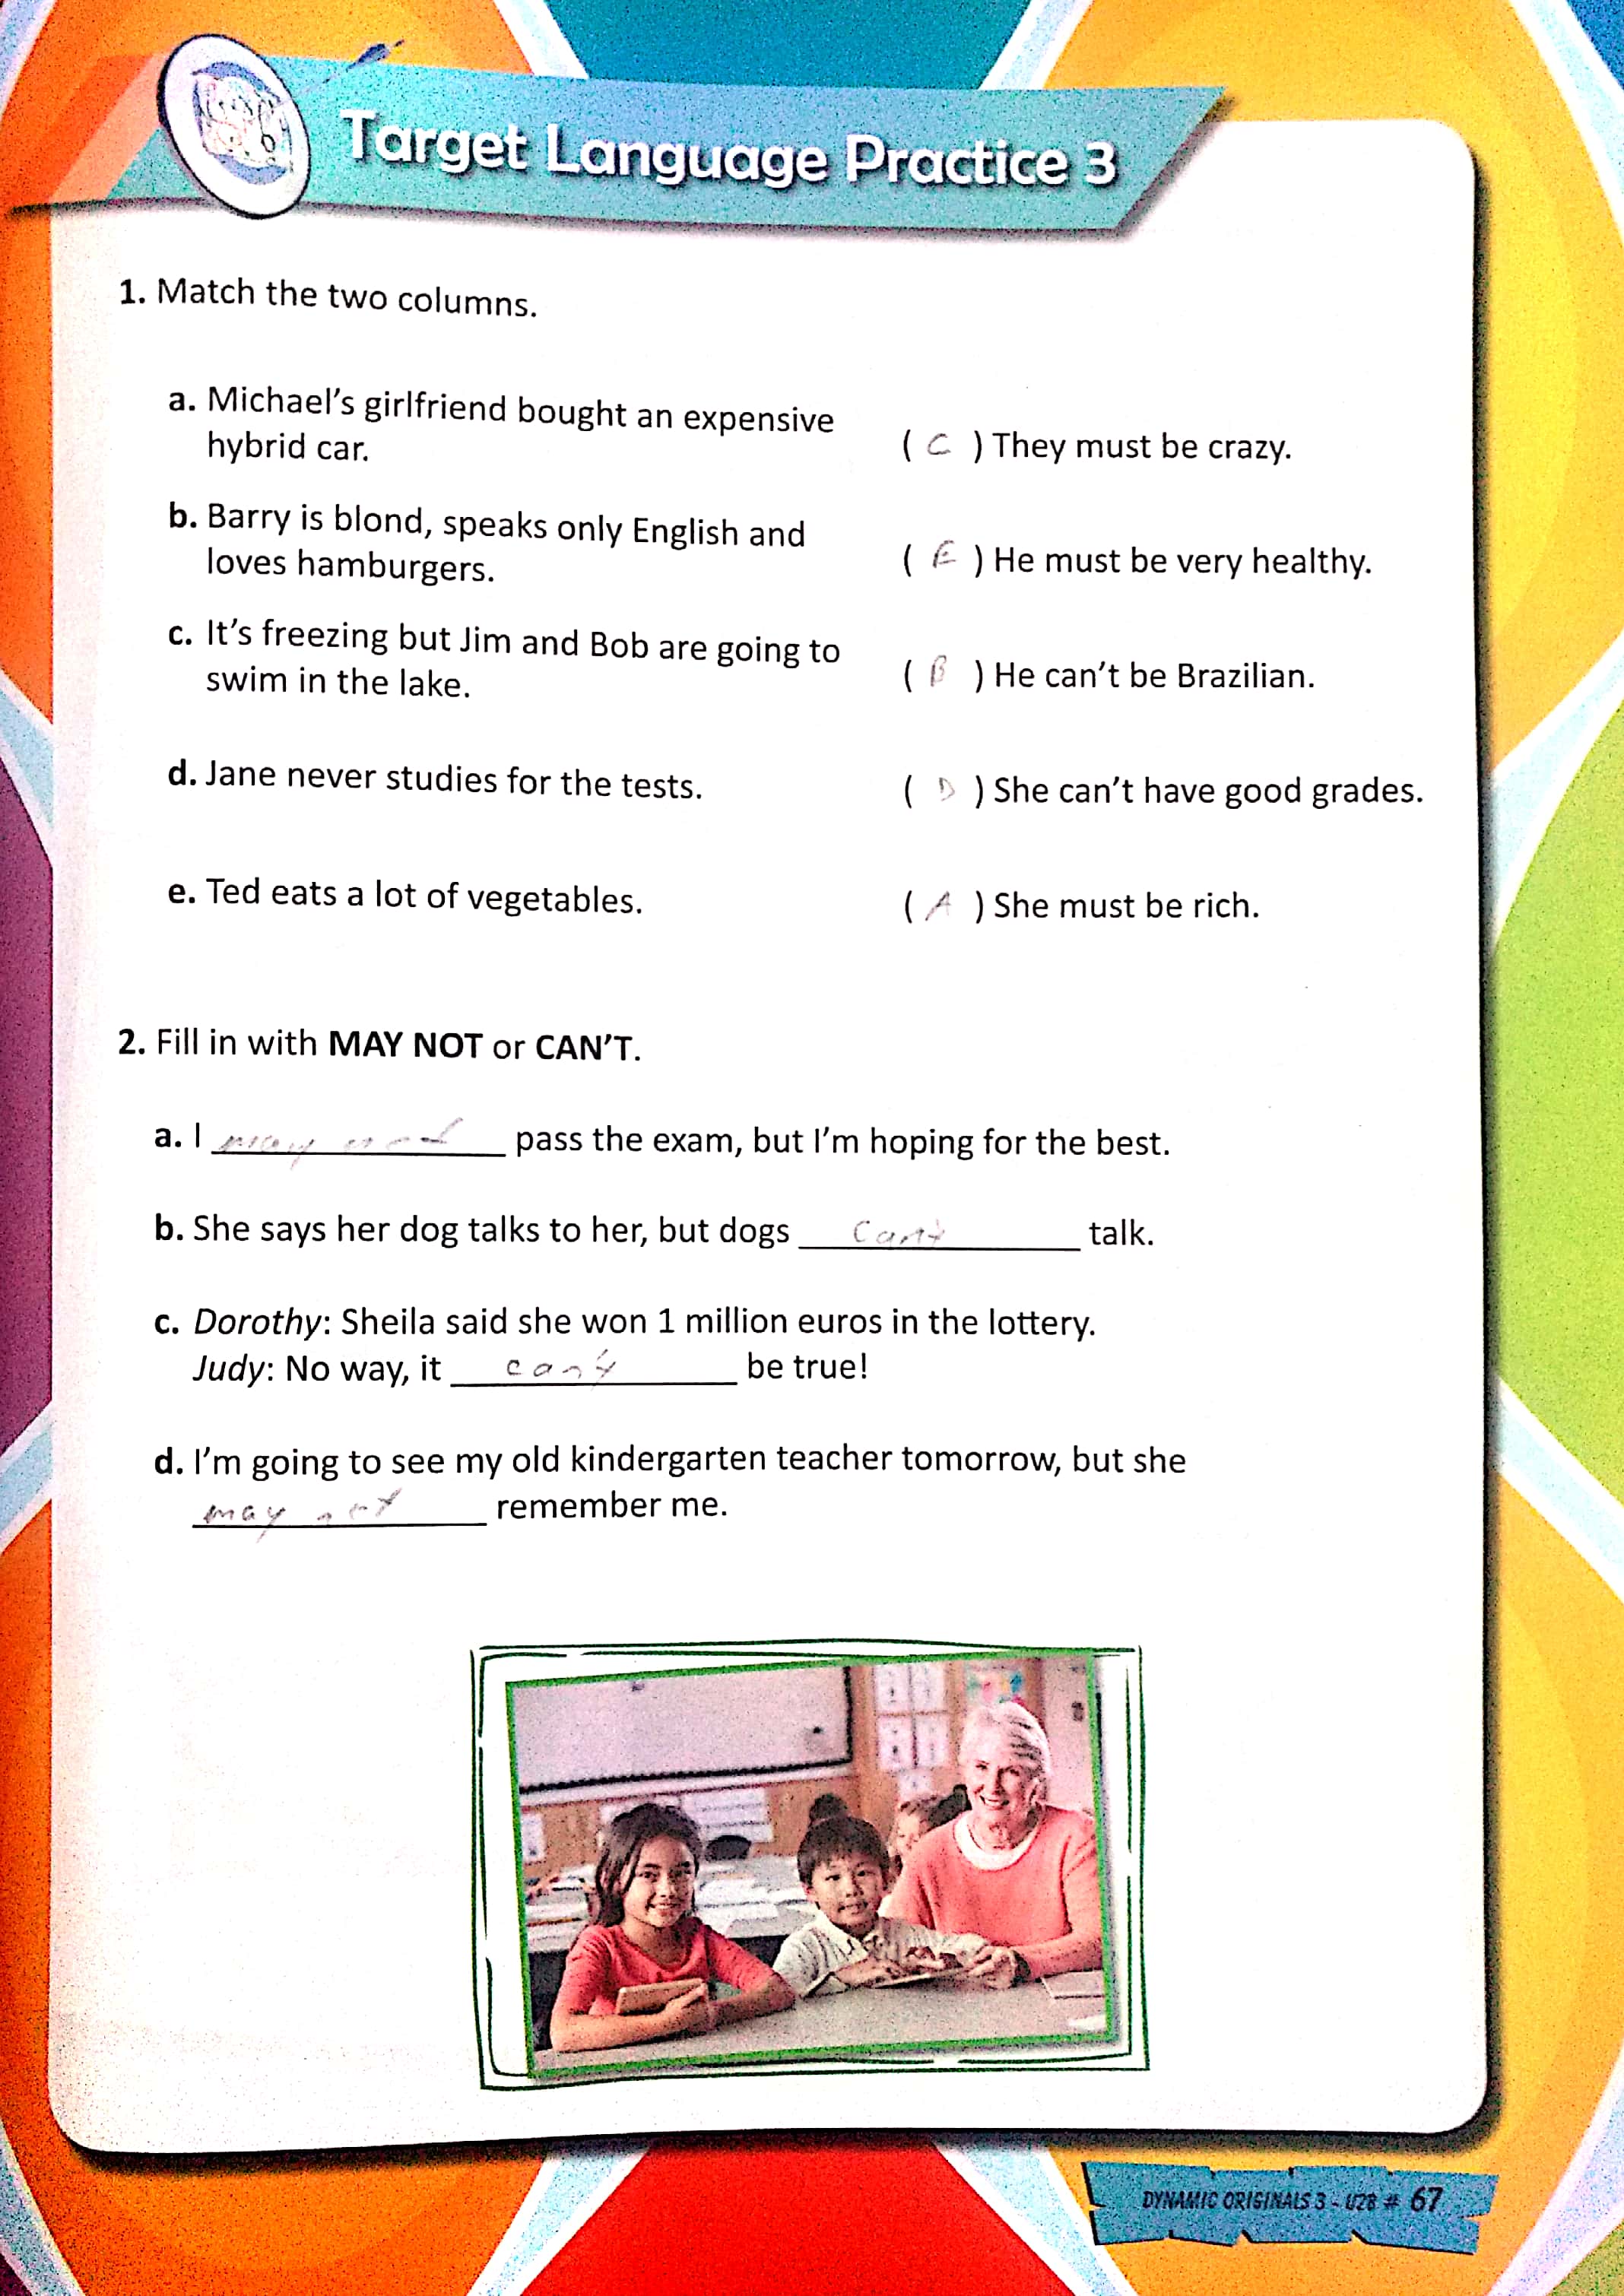 Target Language Practice 3
1. Match the two columns.
a. Michael's girlfriend bought an expensive
hybrid car.
( C ) They must be crazy.
b. Barry is blond, speaks only English and
loves hamburgers.
( E ) He must be very healthy.
c. It's freezing but Jim and Bob are going to
swim in the lake.
( B ) He can't be Brazilian.
d. Jane never studies for the tests.
( D ) She can't have good grades.
e. Ted eats a lot of vegetables.
( A ) She must be rich.
2. Fill in with MAY NOT or CAN'T.
a. I may not pass the exam, but I'm hoping for the best.
b. She says her dog talks to her, but dogs can't talk.
c. Dorothy: Sheila said she won 1 million euros in the lottery.
Judy: No way, it can't be true!
d. I'm going to see my old kindergarten teacher tomorrow, but she
may not remember me.
DYNAMIC ORIGINALS 3 - U28 # 67